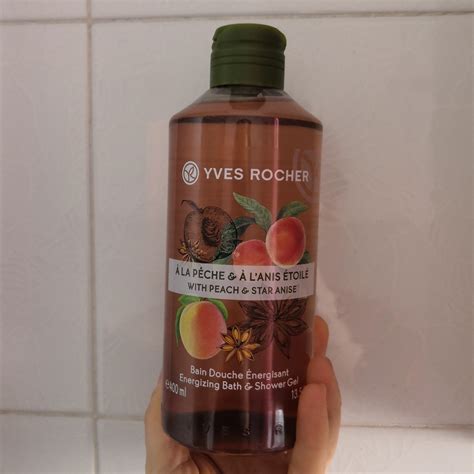 YVES ROCHER
À LA PÊCHE & À L'ANIS ÉTOILÉ
WITH PEACH & STAR ANISE
Bain Douche Énergisant
Energizing Bath & Shower Gel
℮400 ml
YVES